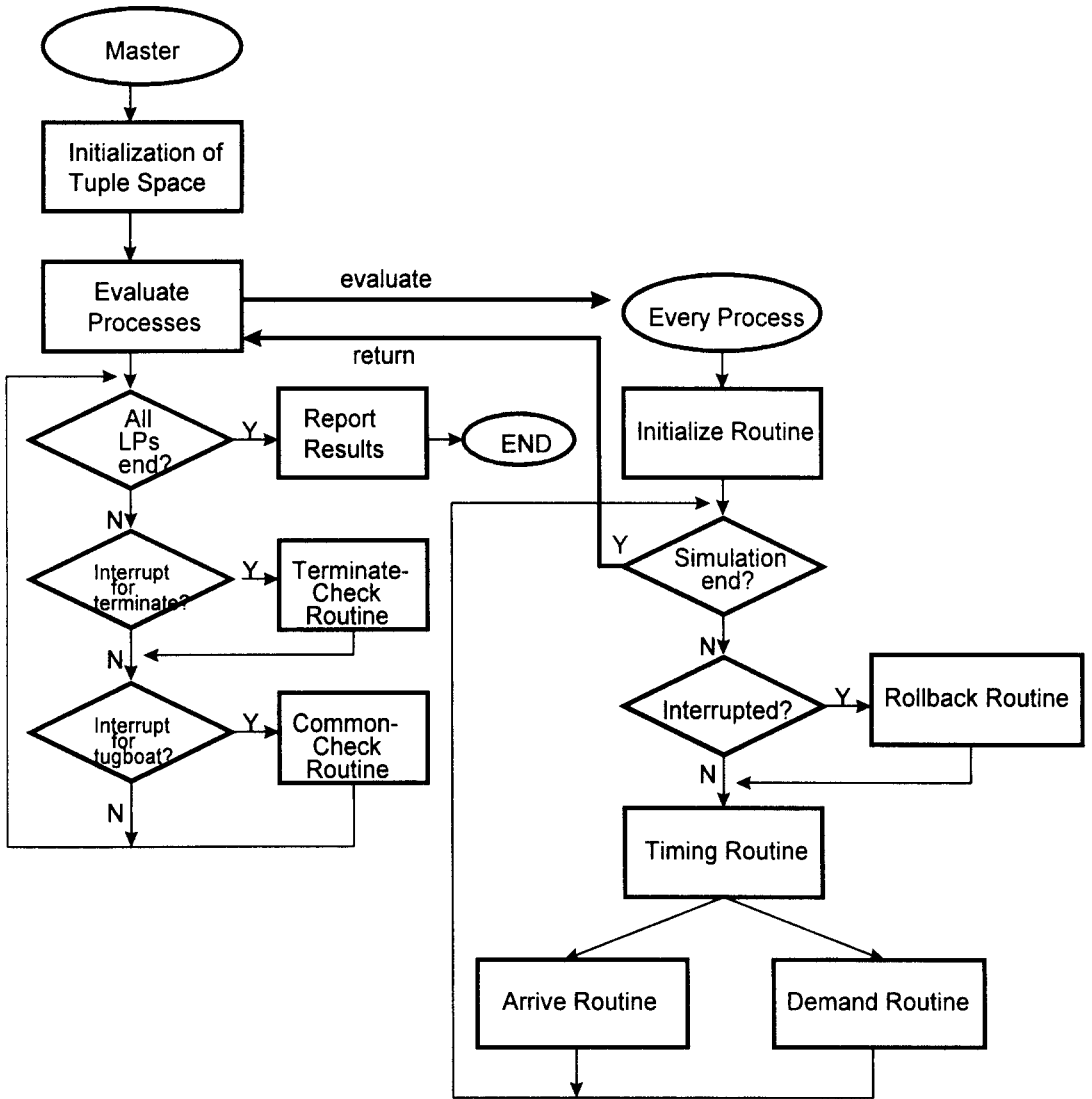 Master
Initialization of
Tuple Space
Evaluate
Processes
evaluate
return
Every Process
All
LPs
end?
Y
Report
Results
END
Initialize Routine
N
Interrupt
for
terminate?
Y
Terminate-
Check
Routine
Y
Simulation
end?
N
Interrupt
for
tugboat?
Y
Common-
Check
Routine
N
N
Interrupted?
Y
Rollback Routine
N
Timing Routine
Arrive Routine
Demand Routine